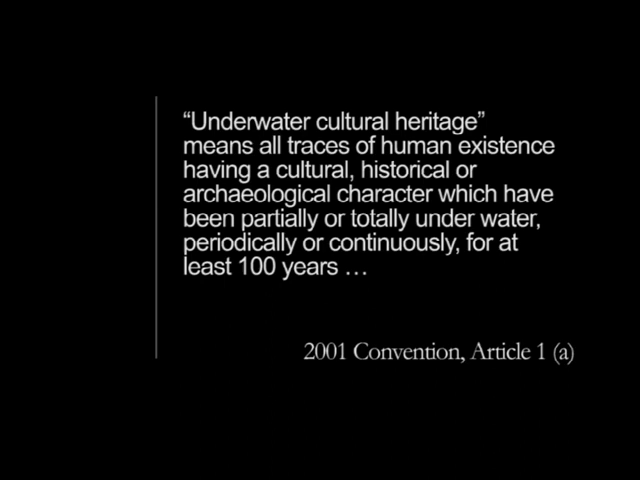 “Underwater cultural heritage”
means all traces of human existence
having a cultural, historical or
archaeological character which have
been partially or totally under water,
periodically or continuously, for at
least 100 years …
2001 Convention, Article 1 (a)